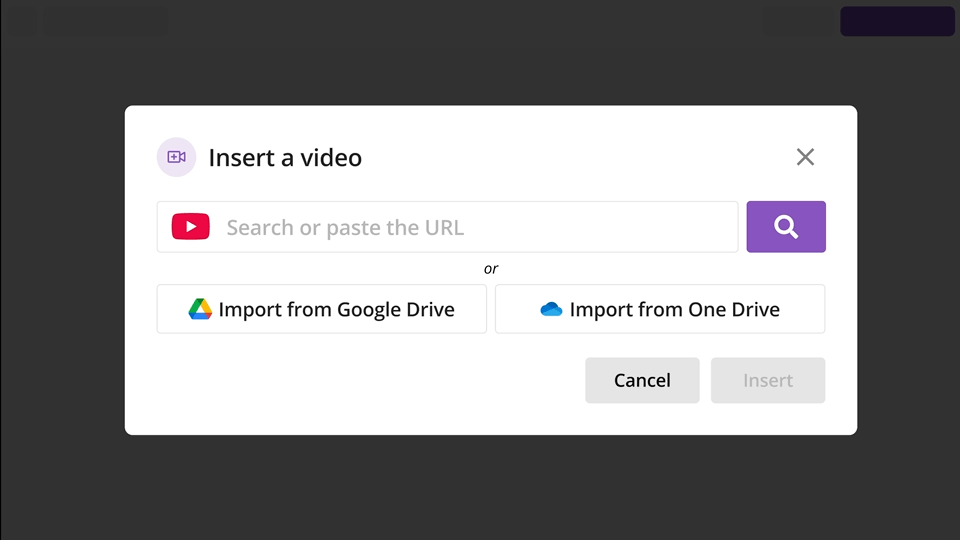 Insert a video
Search or paste the URL
or
Import from Google Drive
Import from One Drive
Cancel
Insert